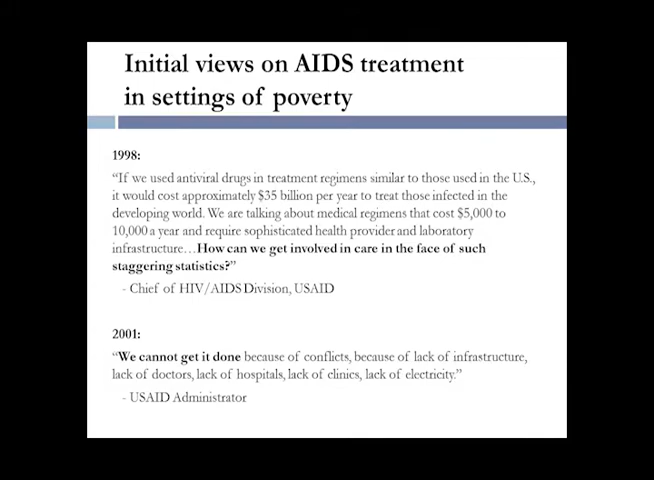 Initial views on AIDS treatment
in settings of poverty
1998:
“If we used antiviral drugs in treatment regimens similar to those used in the U.S.,
it would cost approximately $35 billion per year to treat those infected in the
developing world. We are talking about medical regimens that cost $5,000 to
10,000 a year and require sophisticated health provider and laboratory
infrastructure…How can we get involved in care in the face of such
staggering statistics?”
- Chief of HIV/AIDS Division, USAID
2001:
“We cannot get it done because of conflicts, because of lack of infrastructure,
lack of doctors, lack of hospitals, lack of clinics, lack of electricity.”
- USAID Administrator